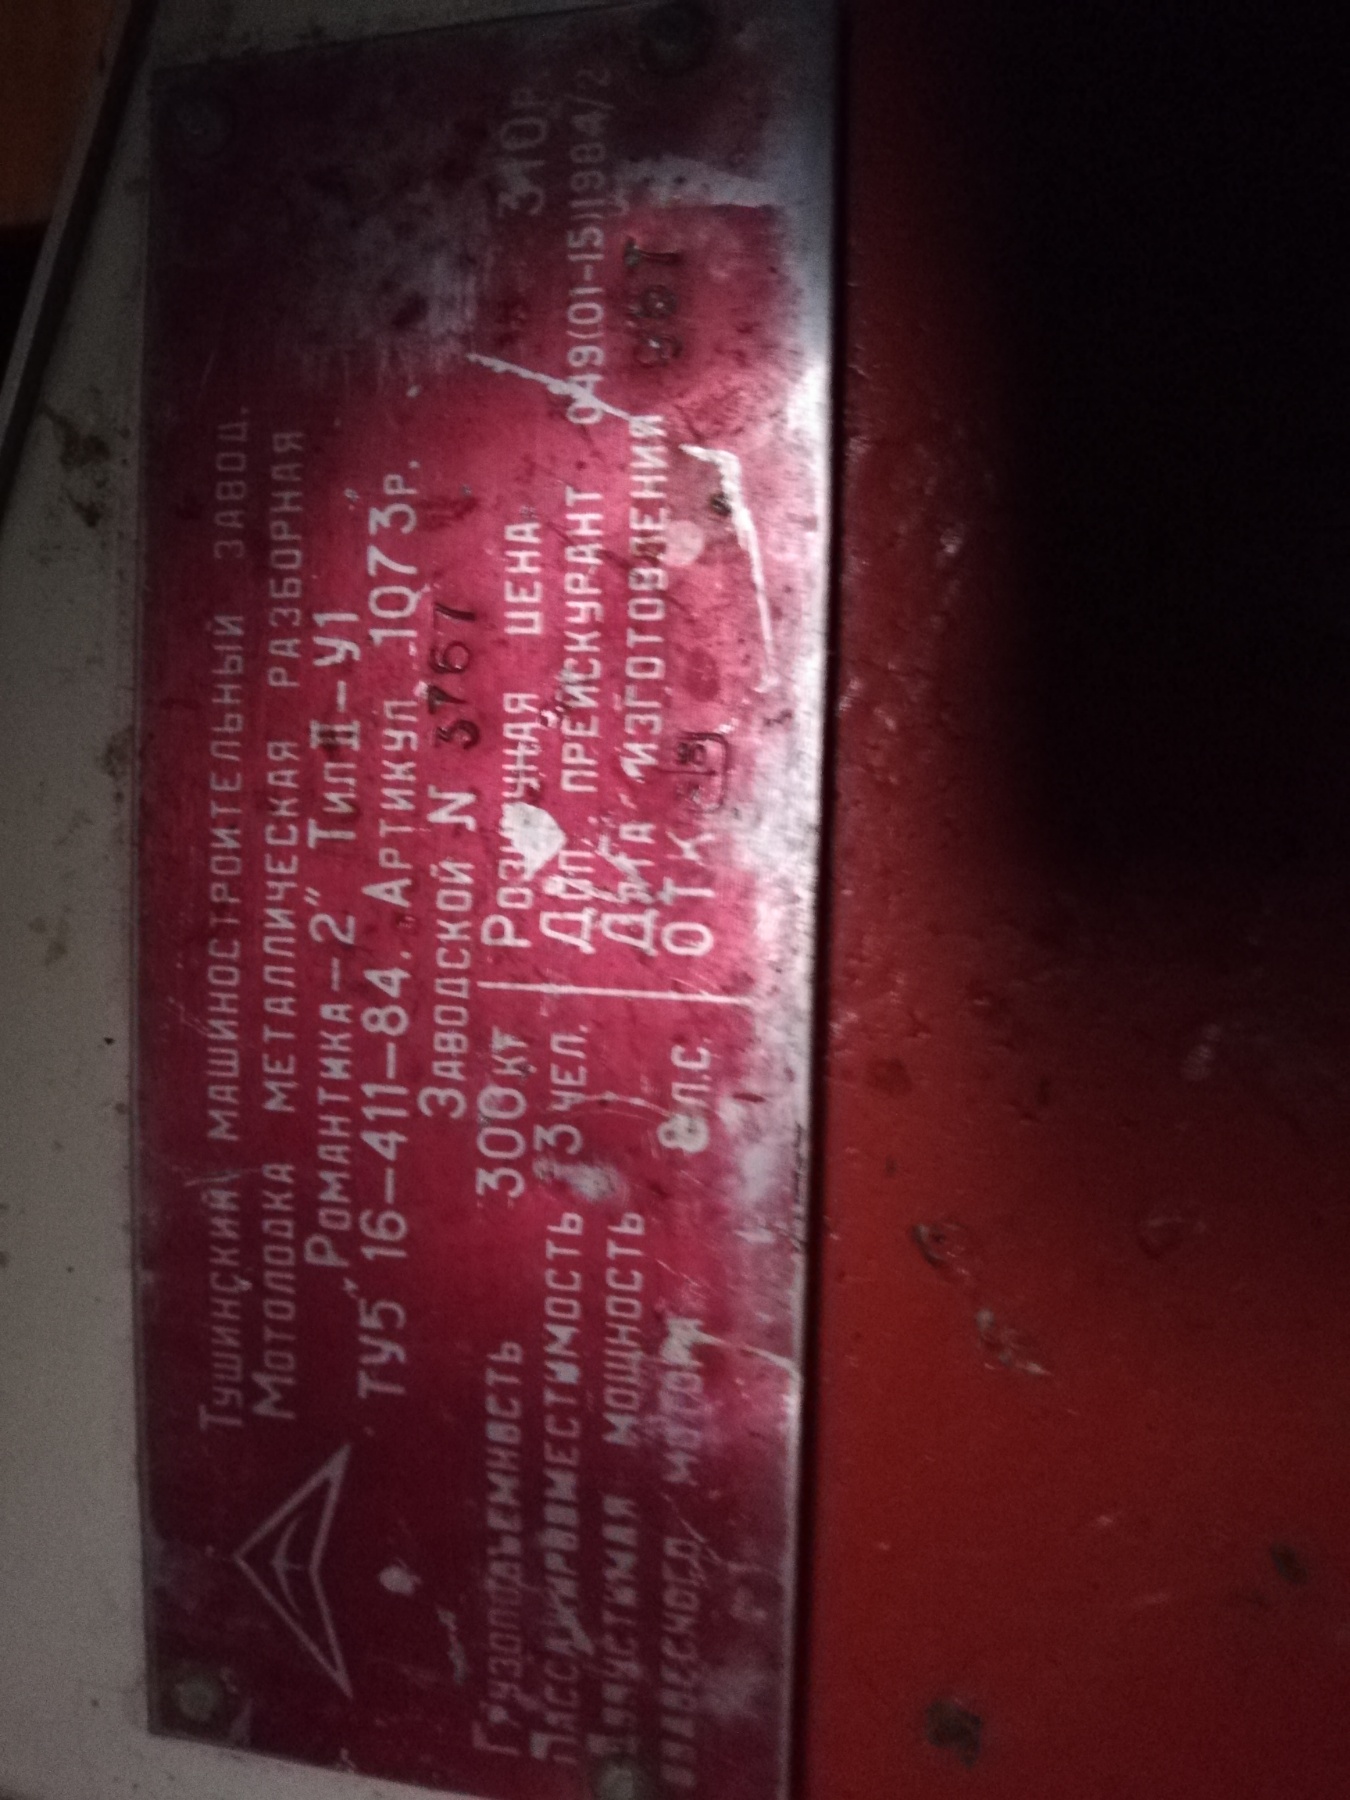 Тушинский машиностроительный завод.
Мотолодка металлическая разборная
"Романтика-2" Тип II-У1
ТУ5 16-411-84. Артикул 1073р.
Заводской N 3767
Грузоподъемность 300 кг
Пассажировместимость 3 чел.
Допустимая мощность
подвесного мотора 8 л.с.
Розничная цена 310р.
Доп. прейскурант 049(01-15)1984/2
Дата изготовления
ОТК